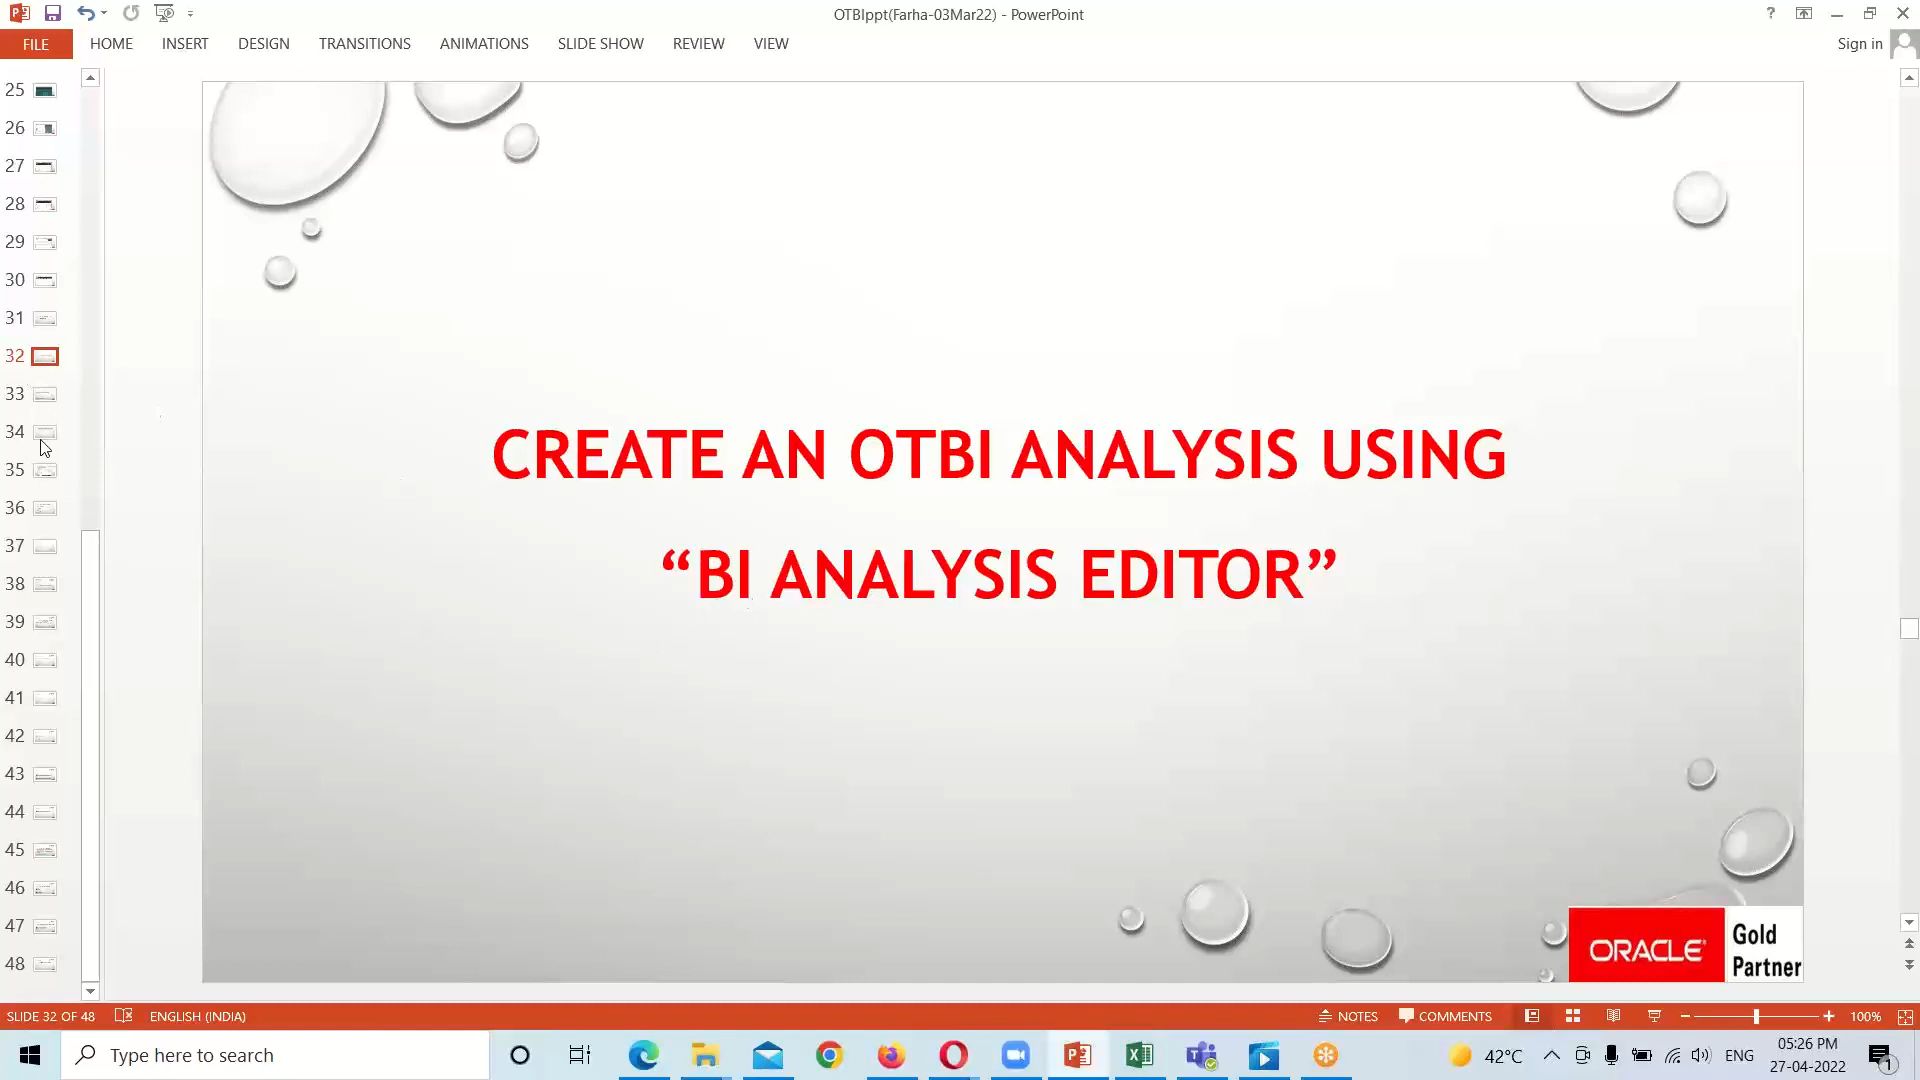 OTBIppt(Farha-03Mar22) - PowerPoint
?
FILE
HOME
INSERT
DESIGN
TRANSITIONS
ANIMATIONS
SLIDE SHOW
REVIEW
VIEW
Sign in
25
26
27
28
29
30
31
32
33
34
35
36
37
38
39
40
41
42
43
44
45
46
47
48
CREATE AN OTBI ANALYSIS USING
“BI ANALYSIS EDITOR”
ORACLE
Gold
Partner
SLIDE 32 OF 48
ENGLISH (INDIA)
NOTES
COMMENTS
100%
Type here to search
42°C
ENG
05:26 PM
27-04-2022
1